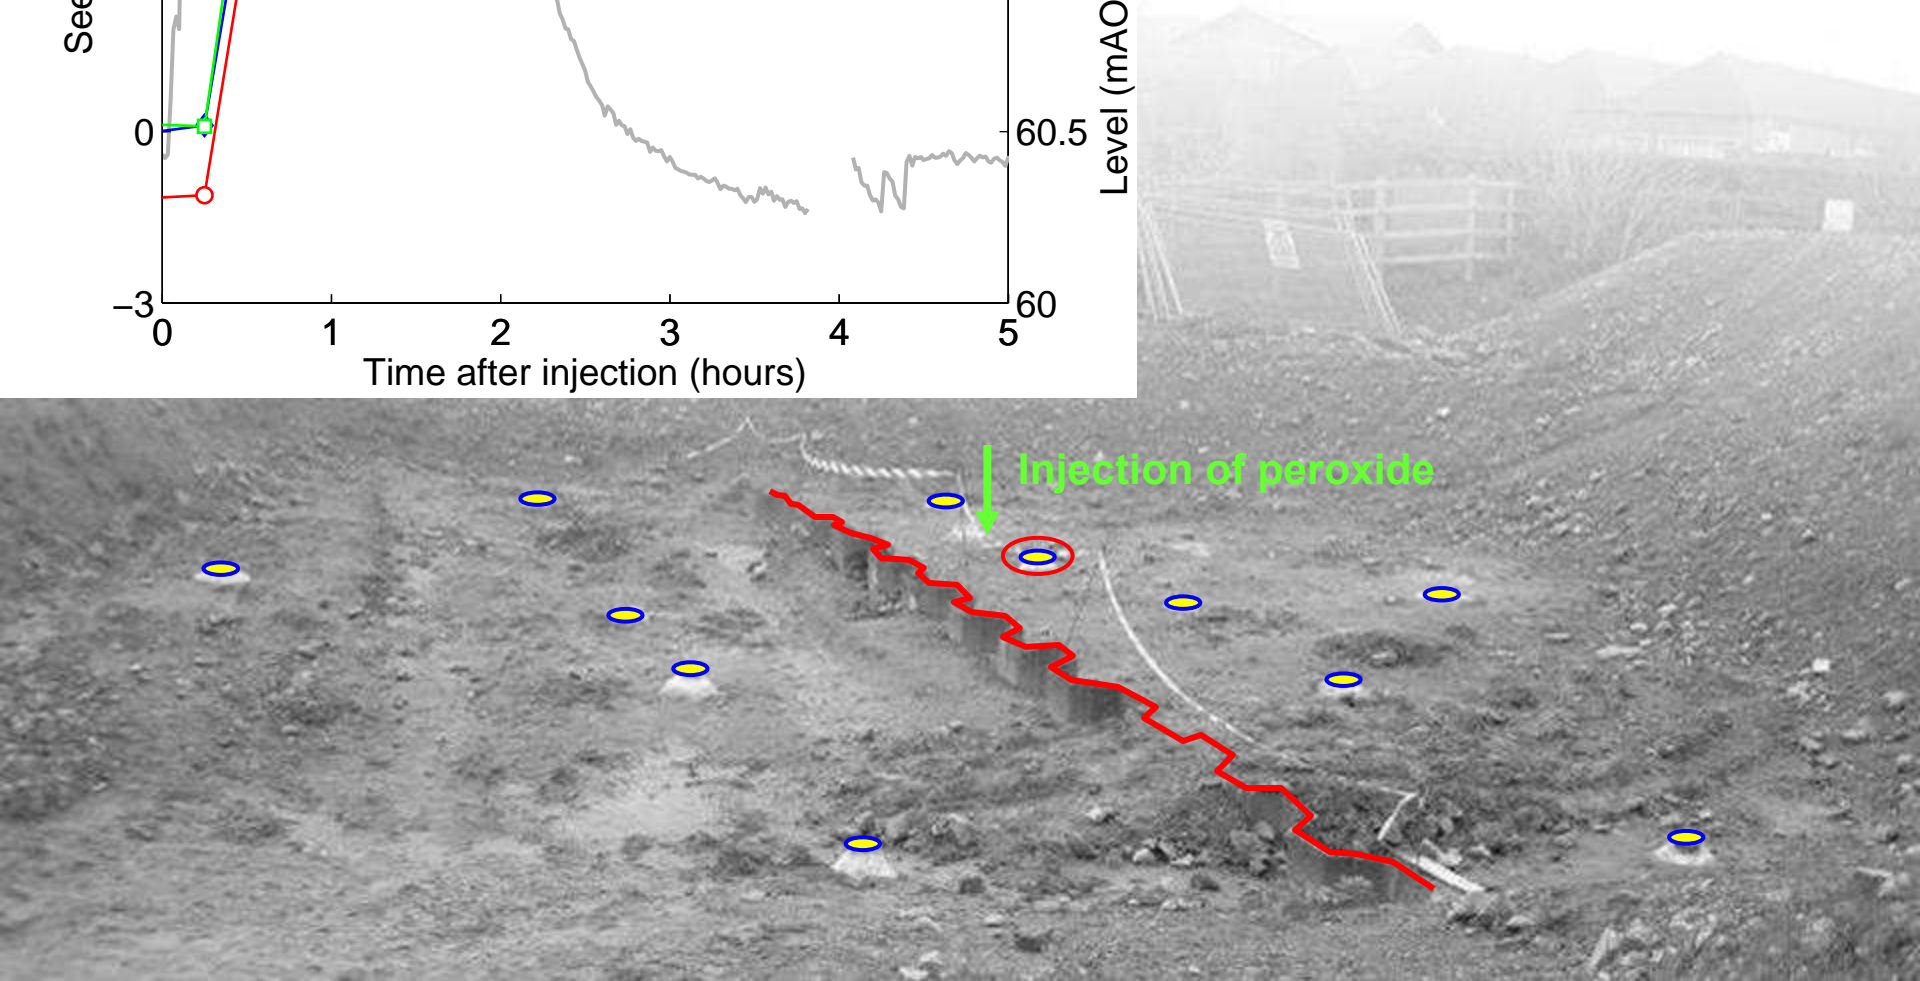 See
0
−3
0 1 2 3 4 5
Time after injection (hours)
60.5
60
Level (mAO
Injection of peroxide